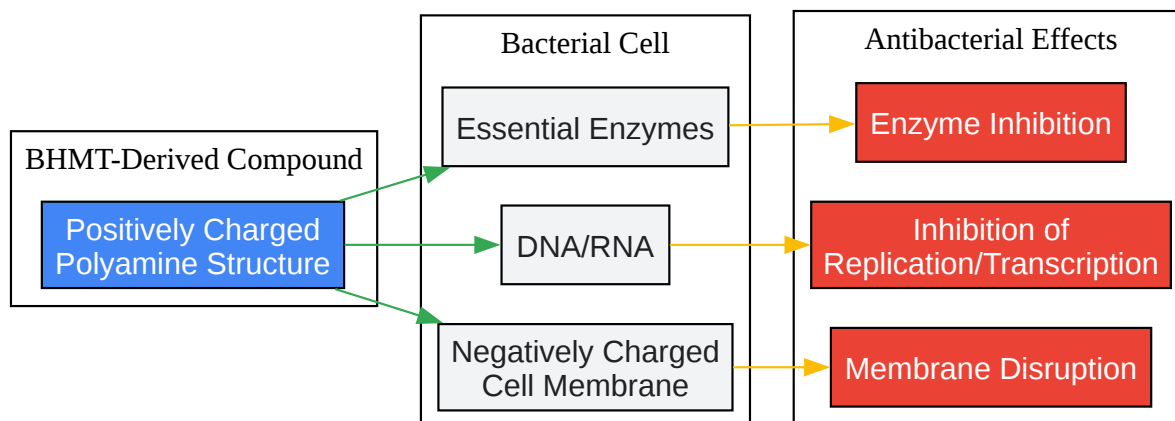 BHMT-Derived Compound
Positively Charged
Polyamine Structure
Bacterial Cell
Essential Enzymes
DNA/RNA
Negatively Charged
Cell Membrane
Antibacterial Effects
Enzyme Inhibition
Inhibition of
Replication/Transcription
Membrane Disruption